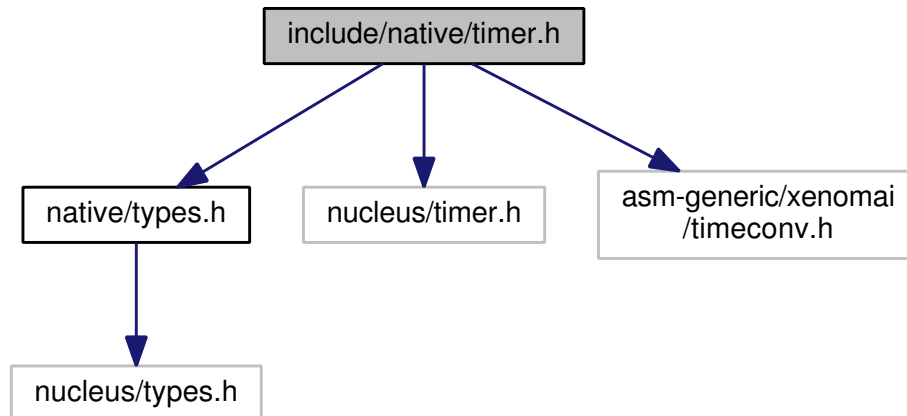 include/native/timer.h
native/types.h
nucleus/timer.h
asm-generic/xenomai
/timeconv.h
nucleus/types.h